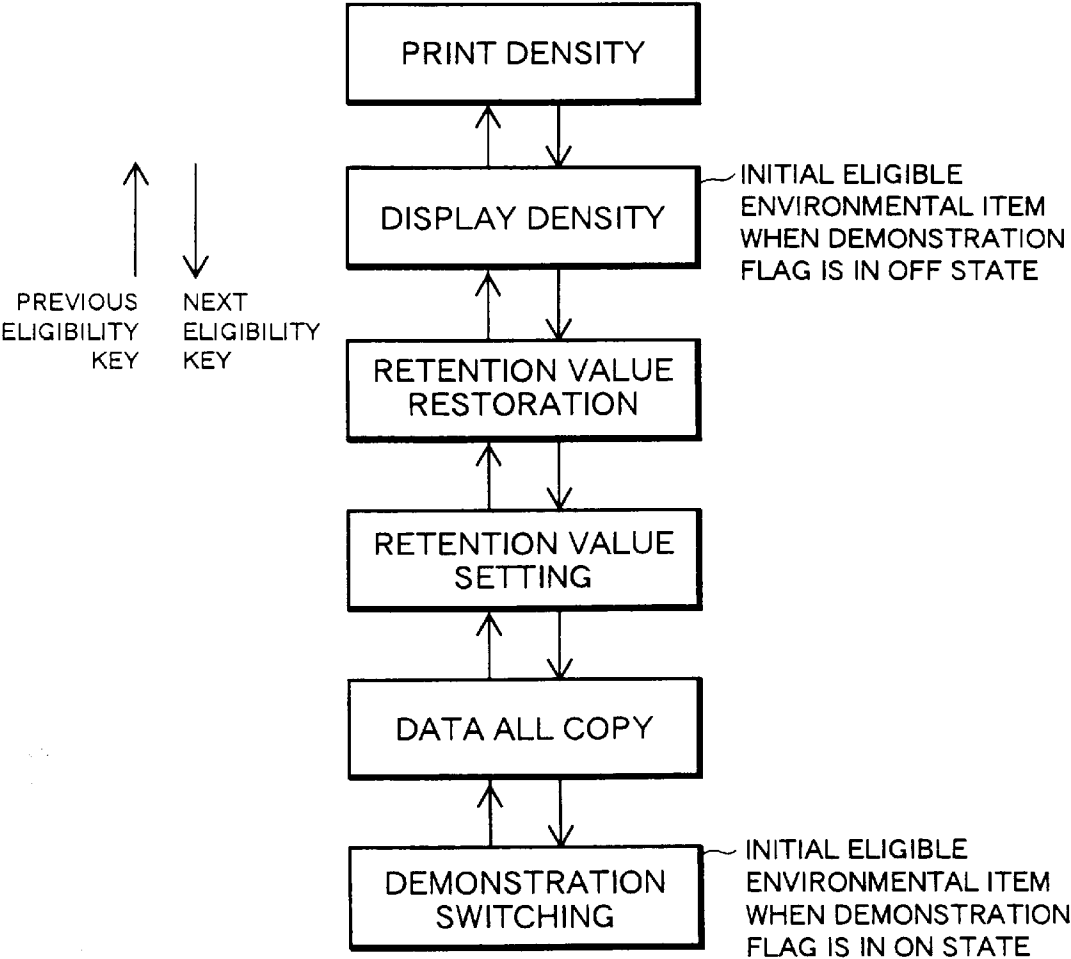 PRINT DENSITY
DISPLAY DENSITY
INITIAL ELIGIBLE
ENVIRONMENTAL ITEM
WHEN DEMONSTRATION
FLAG IS IN OFF STATE
PREVIOUS
ELIGIBILITY
KEY
NEXT
ELIGIBILITY
KEY
RETENTION VALUE
RESTORATION
RETENTION VALUE
SETTING
DATA ALL COPY
DEMONSTRATION
SWITCHING
INITIAL ELIGIBLE
ENVIRONMENTAL ITEM
WHEN DEMONSTRATION
FLAG IS IN ON STATE